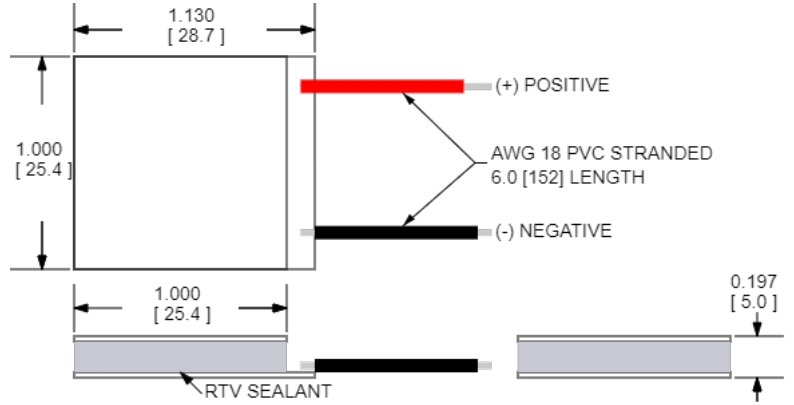 1.130
[ 28.7 ]
(+) POSITIVE
1.000
[ 25.4 ]
AWG 18 PVC STRANDED
6.0 [152] LENGTH
(-) NEGATIVE
1.000
[ 25.4 ]
0.197
[ 5.0 ]
RTV SEALANT